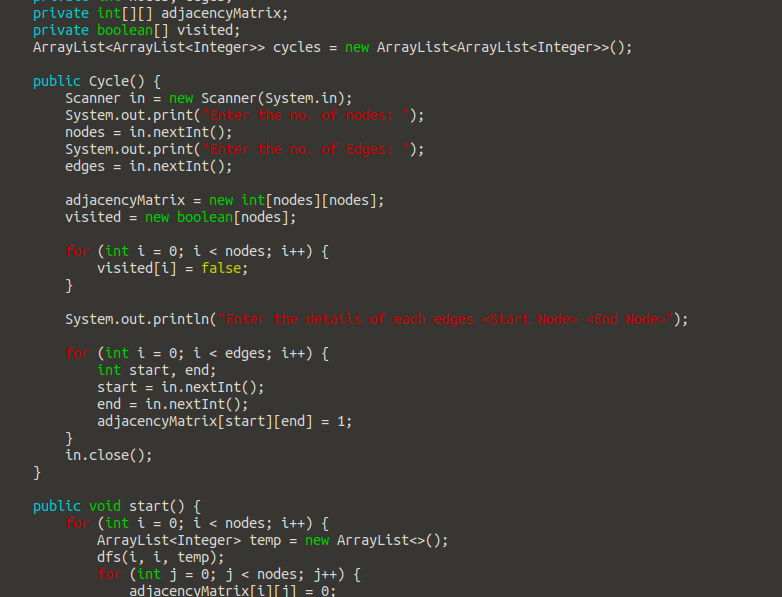 private int[][] adjacencyMatrix;
private boolean[] visited;
ArrayList<ArrayList<Integer>> cycles = new ArrayList<ArrayList<Integer>>();
public Cycle() {
Scanner in = new Scanner(System.in);
System.out.print("Enter the no. of nodes: ");
nodes = in.nextInt();
System.out.print("Enter the no. of Edges: ");
edges = in.nextInt();
adjacencyMatrix = new int[nodes][nodes];
visited = new boolean[nodes];
for (int i = 0; i < nodes; i++) {
visited[i] = false;
}
System.out.println("Enter the details of each edges <Start Node> <End Node>");
for (int i = 0; i < edges; i++) {
int start, end;
start = in.nextInt();
end = in.nextInt();
adjacencyMatrix[start][end] = 1;
}
in.close();
}
public void start() {
for (int i = 0; i < nodes; i++) {
ArrayList<Integer> temp = new ArrayList<>();
dfs(i, i, temp);
for (int j = 0; j < nodes; j++) {
adjacencyMatrix[i][j] = 0;